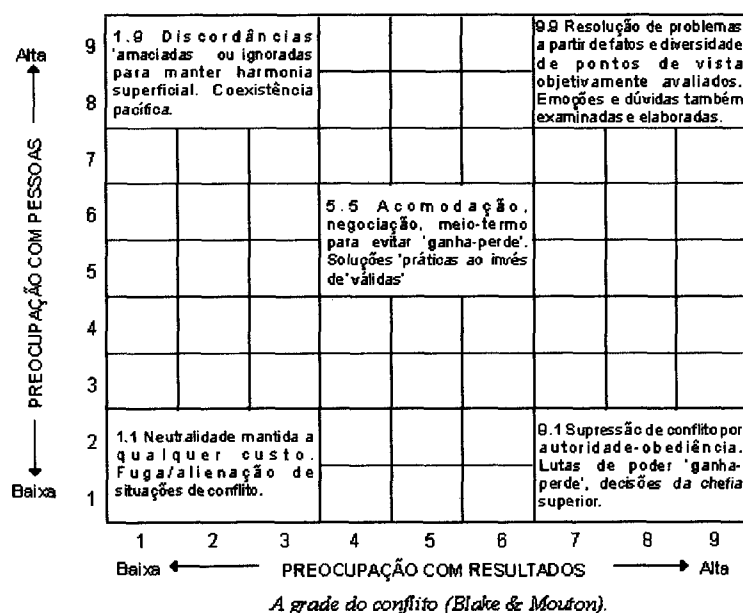 1.9 Discordâncias
'amaciadas ou ignoradas
para manter harmonia
superficial. Coexistência
pacífica.
9.9 Resolução de problemas
a partir de fatos e diversidade
de pontos de vista
objetivamente avaliados.
Emoções e dúvidas também
examinadas e elaboradas.
5.5 Acomodação,
negociação, meio-termo
para evitar 'ganha-perde'.
Soluções 'práticas ao invés
de 'válidas'
1.1 Neutralidade mantida a
qualquer custo.
Fuga/alienação de
situações de conflito.
9.1 Supressão de conflito por
autoridade-obediência.
Lutas de poder 'ganha-
perde', decisões da chefia
superior.
Alta
PREOCUPAÇÃO COM PESSOAS
Baixa
9
8
7
6
5
4
3
2
1
1 2 3 4 5 6 7 8 9
Baixa PREOCUPAÇÃO COM RESULTADOS Alta
A grade do conflito (Blake & Mouton).